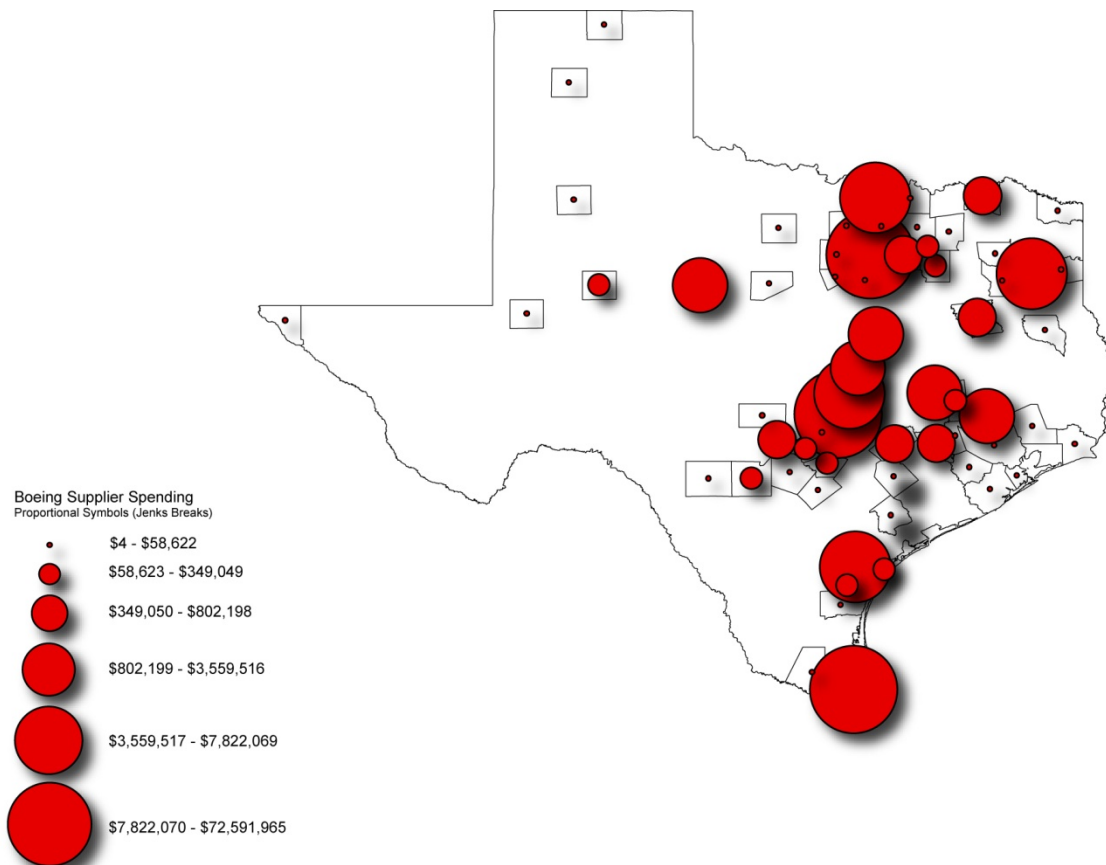 Boeing Supplier Spending
Proportional Symbols (Jenks Breaks)
$4 - $58,622
$58,623 - $349,049
$349,050 - $802,198
$802,199 - $3,559,516
$3,559,517 - $7,822,069
$7,822,070 - $72,591,965